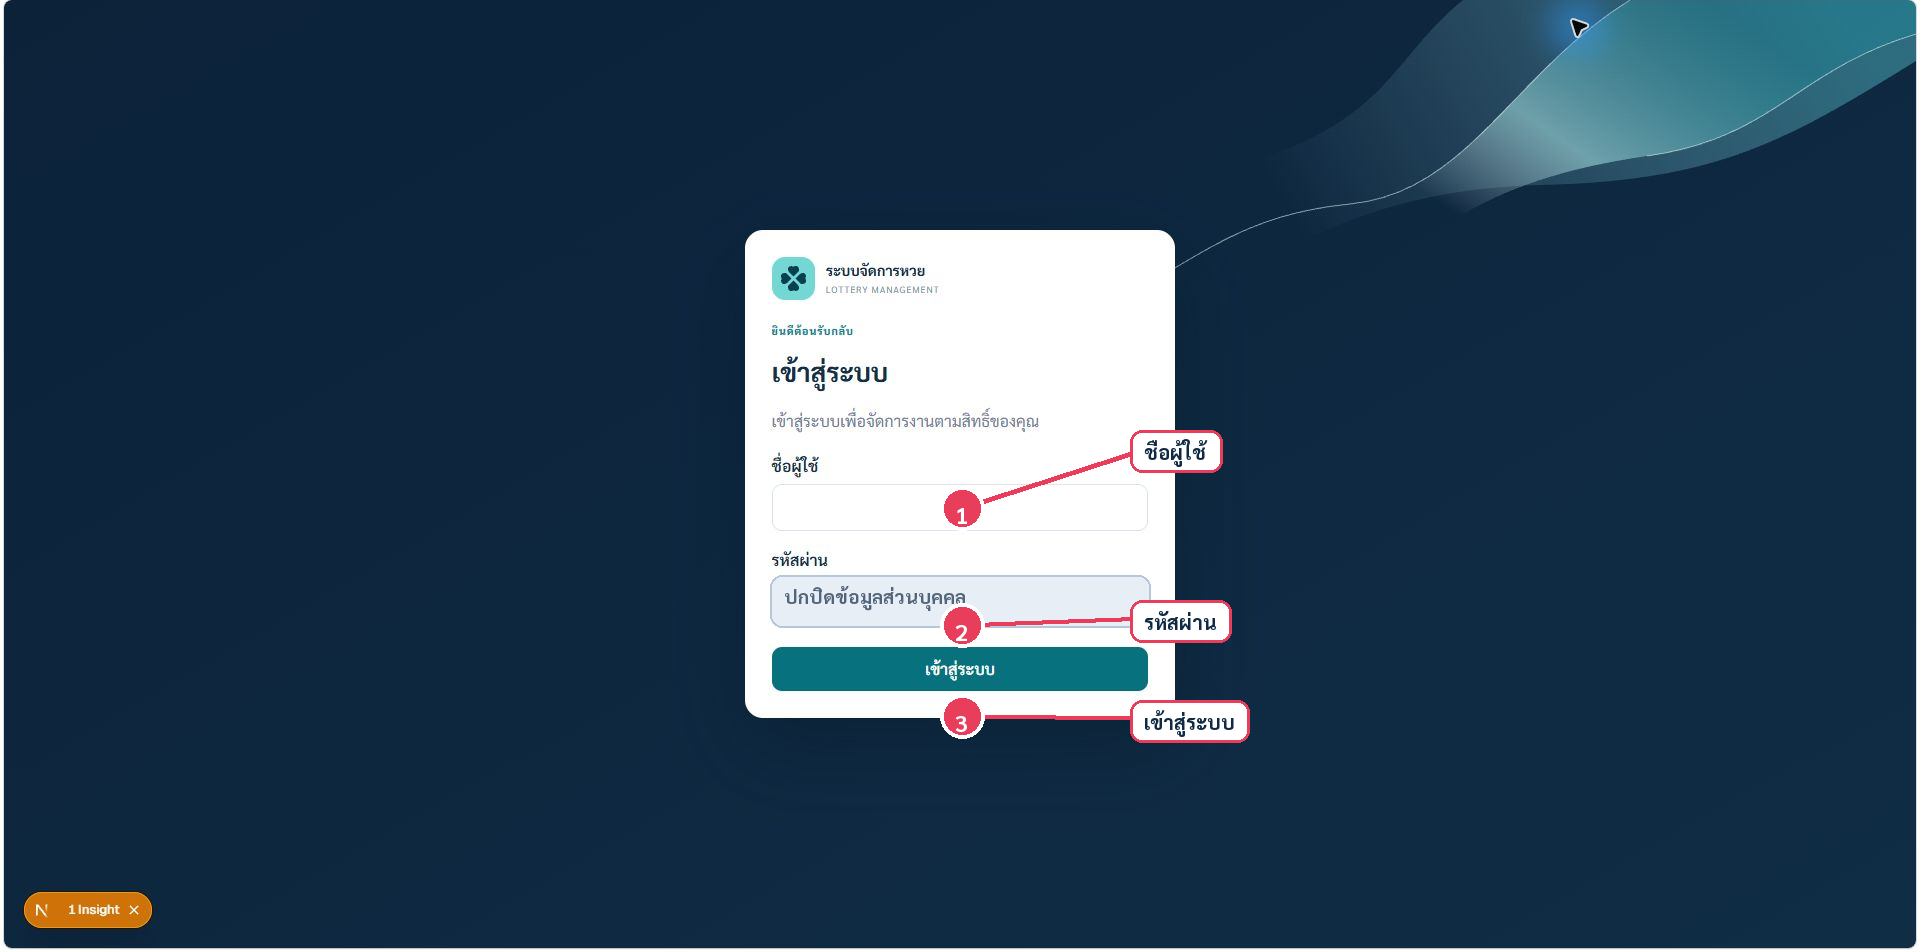 ระบบจัดการหวย
LOTTERY MANAGEMENT
ยินดีต้อนรับกลับ
เข้าสู่ระบบ
เข้าสู่ระบบเพื่อจัดการงานตามสิทธิ์ของคุณ
ชื่อผู้ใช้
ชื่อผู้ใช้
1
รหัสผ่าน
ปกปิดข้อมูลส่วนบุคคล
2
รหัสผ่าน
เข้าสู่ระบบ
3
เข้าสู่ระบบ
N
1 Insight